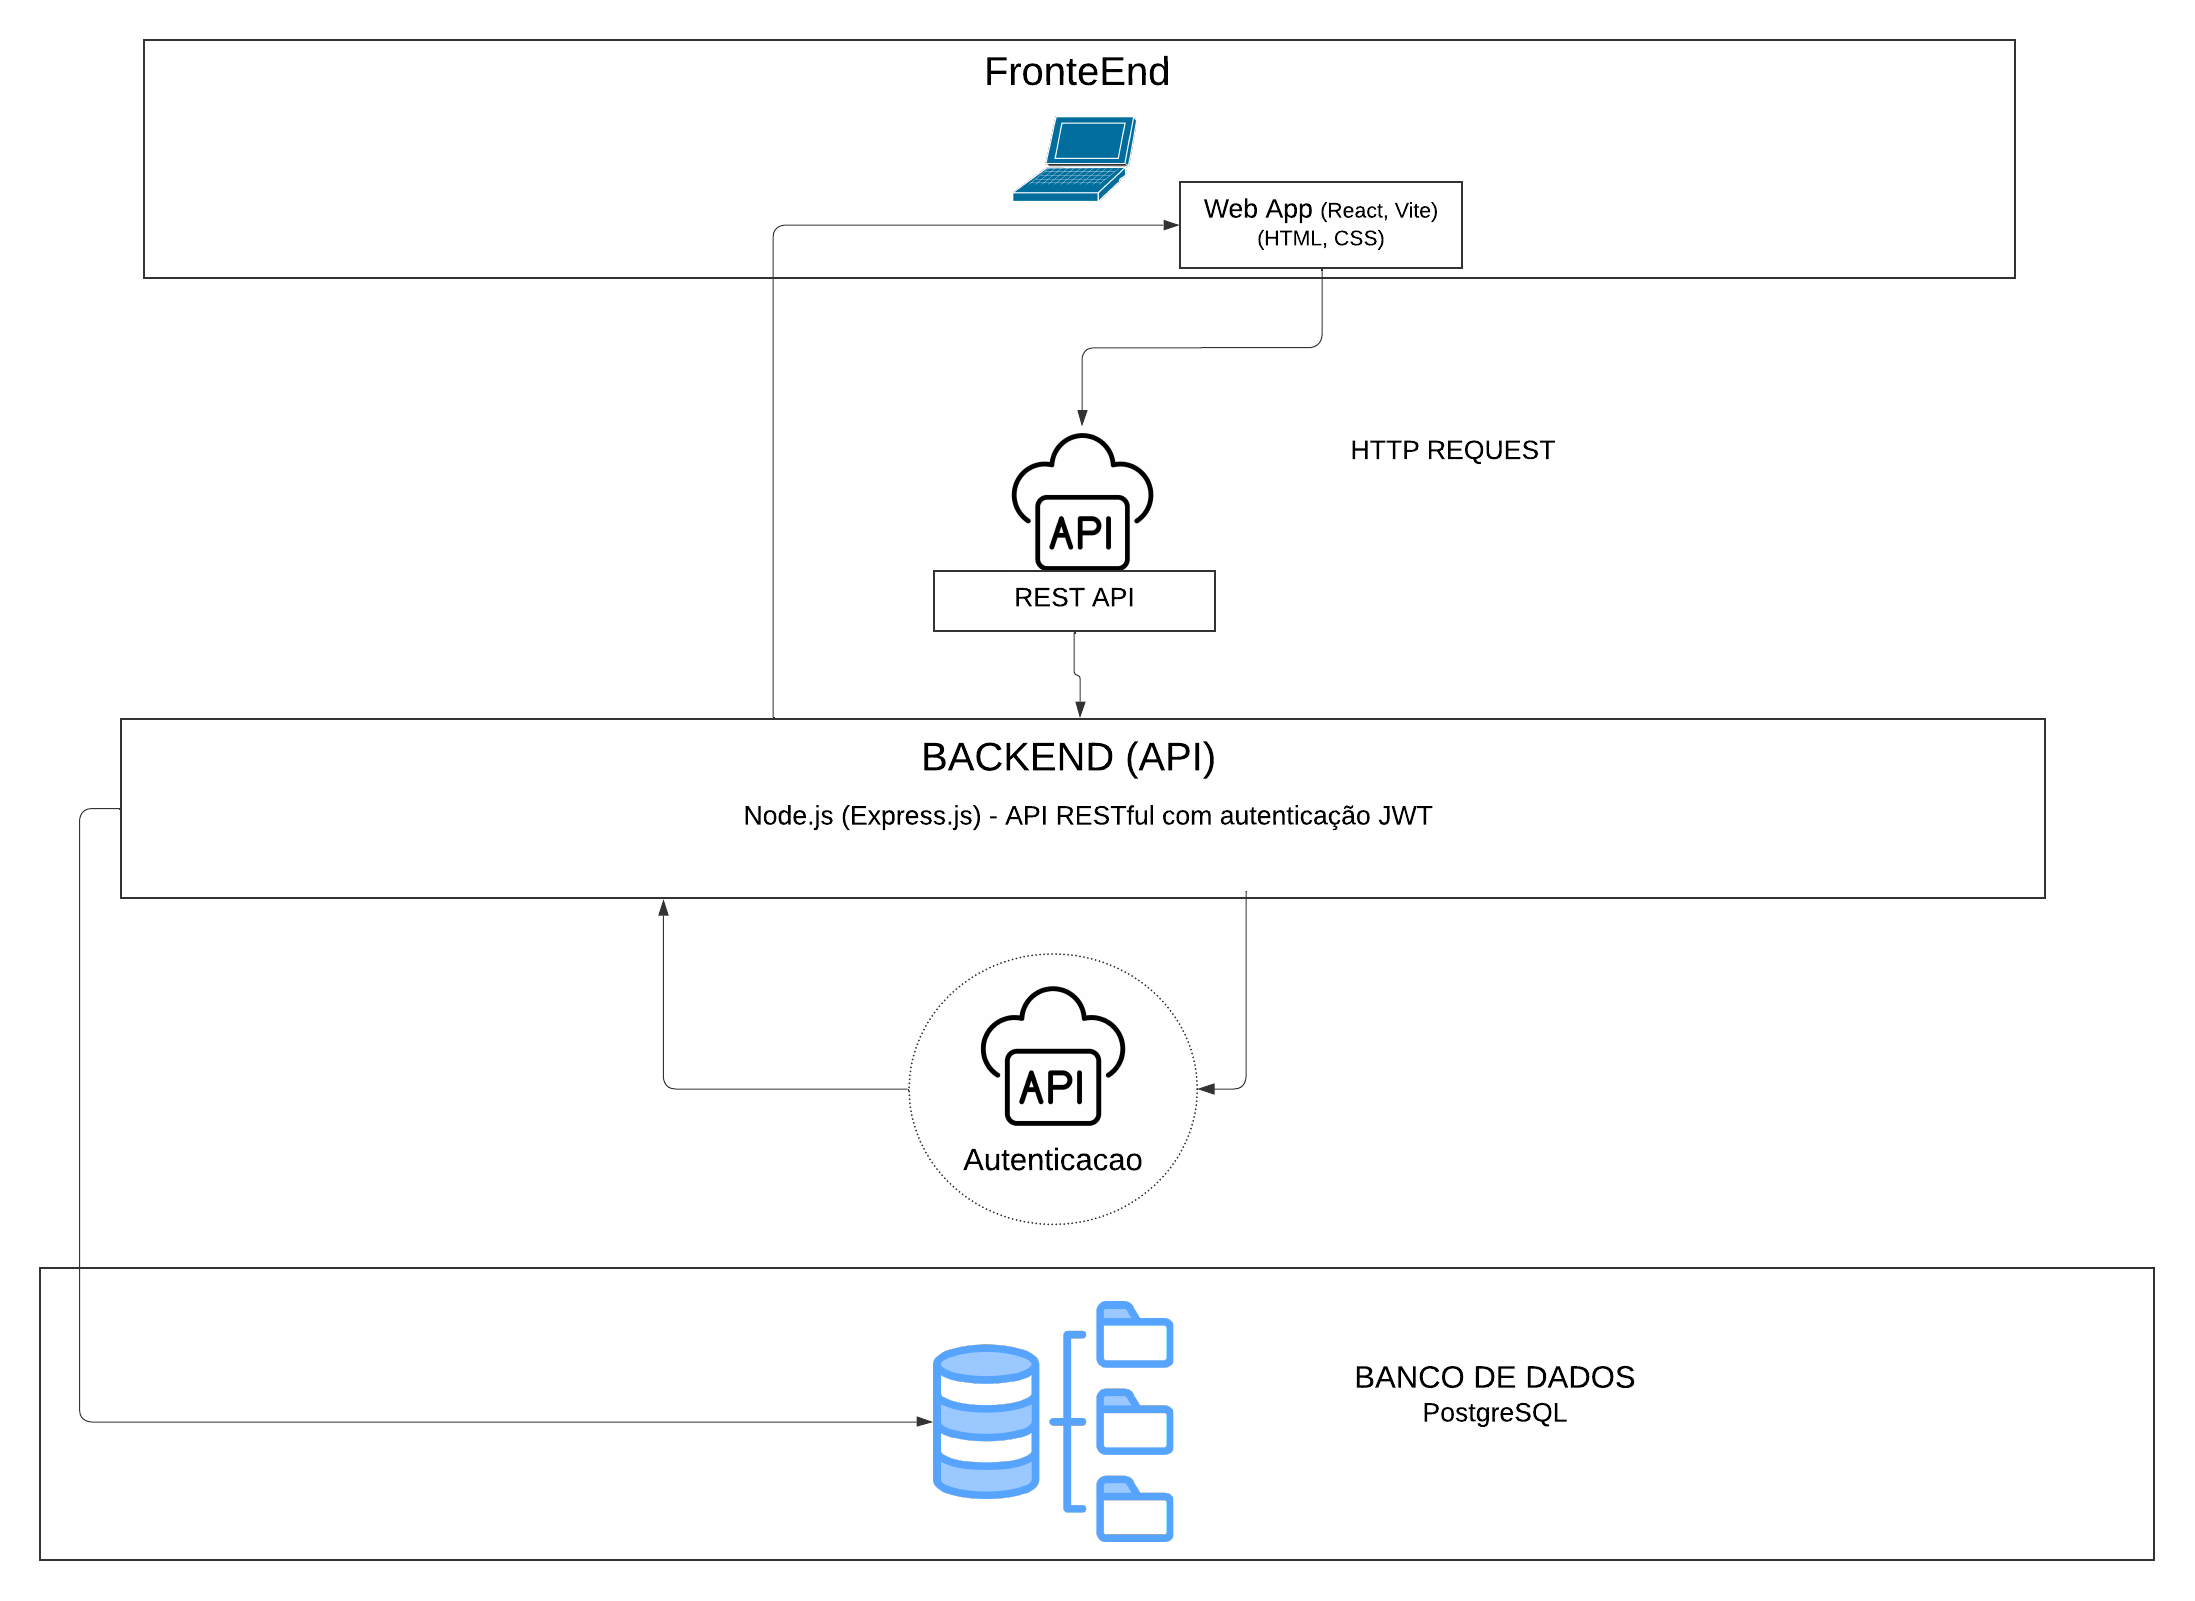 FronteEnd
Web App (React, Vite)
(HTML, CSS)
HTTP REQUEST
API
REST API
BACKEND (API)
Node.js (Express.js) - API RESTful com autenticação JWT
API
Autenticacao
BANCO DE DADOS
PostgreSQL